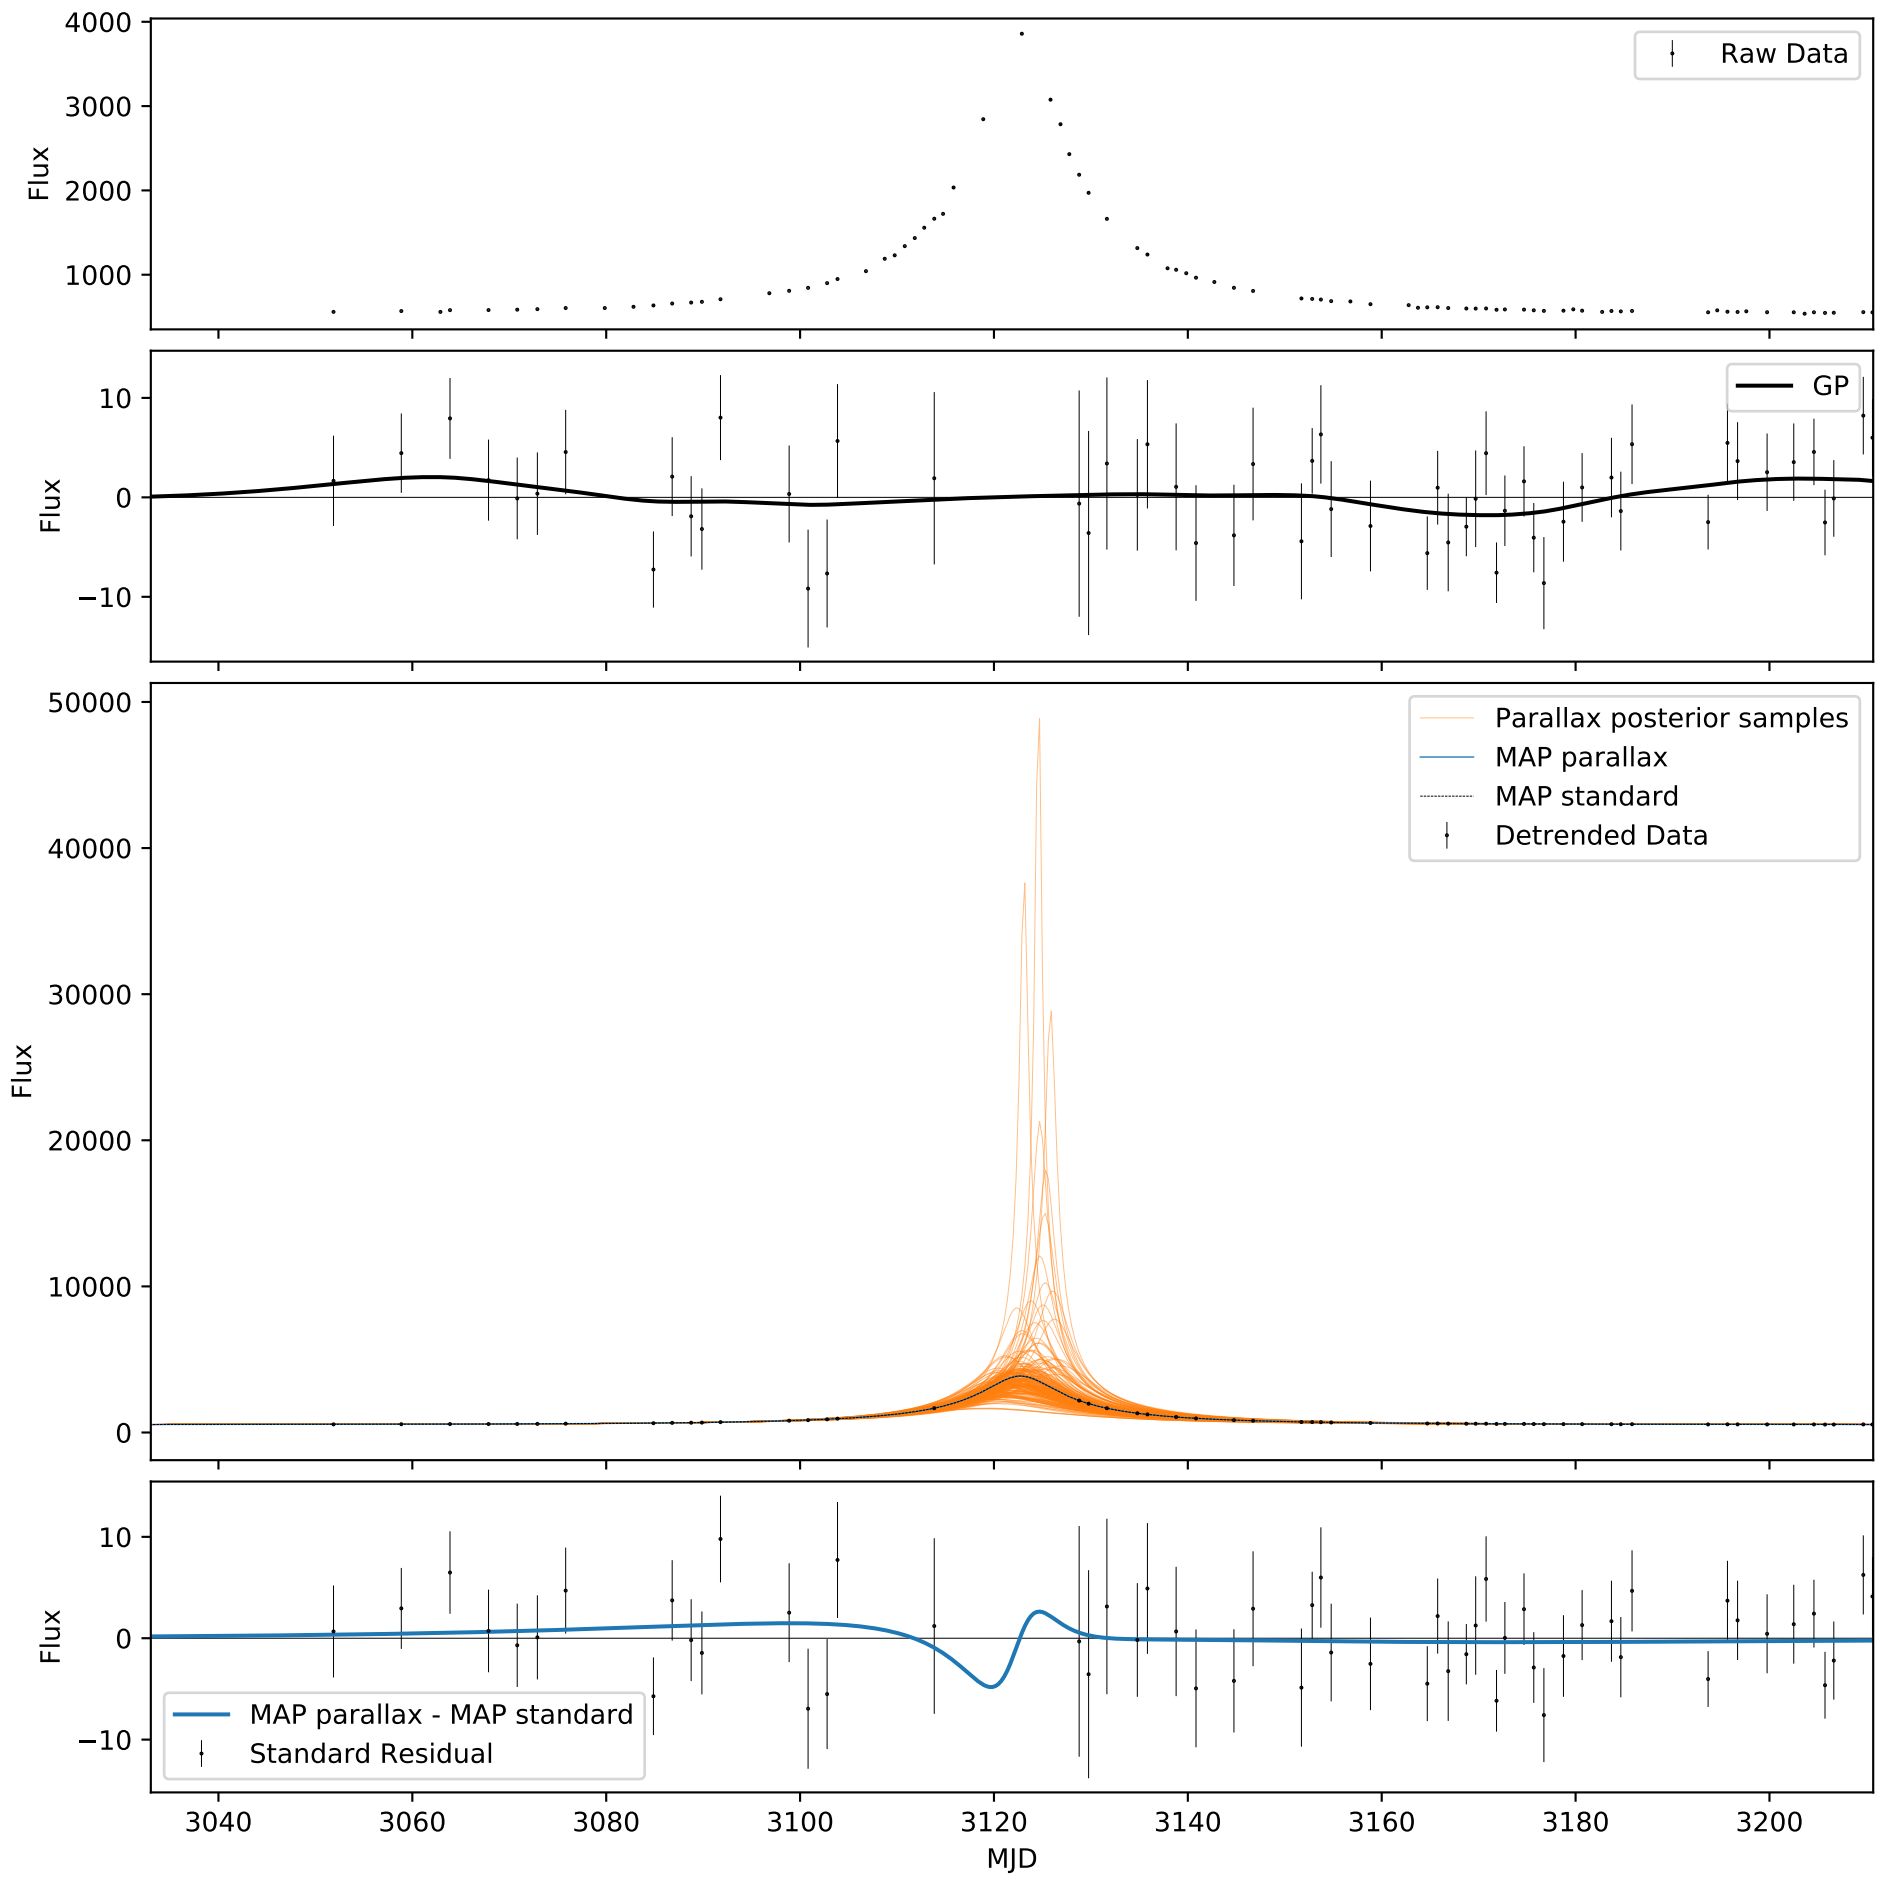 4000
3000
2000
1000
Flux
Raw Data
10
0
−10
Flux
GP
50000
40000
30000
20000
10000
0
Flux
Parallax posterior samples
MAP parallax
MAP standard
Detrended Data
10
0
−10
Flux
MAP parallax - MAP standard
Standard Residual
3040 3060 3080 3100 3120 3140 3160 3180 3200
MJD